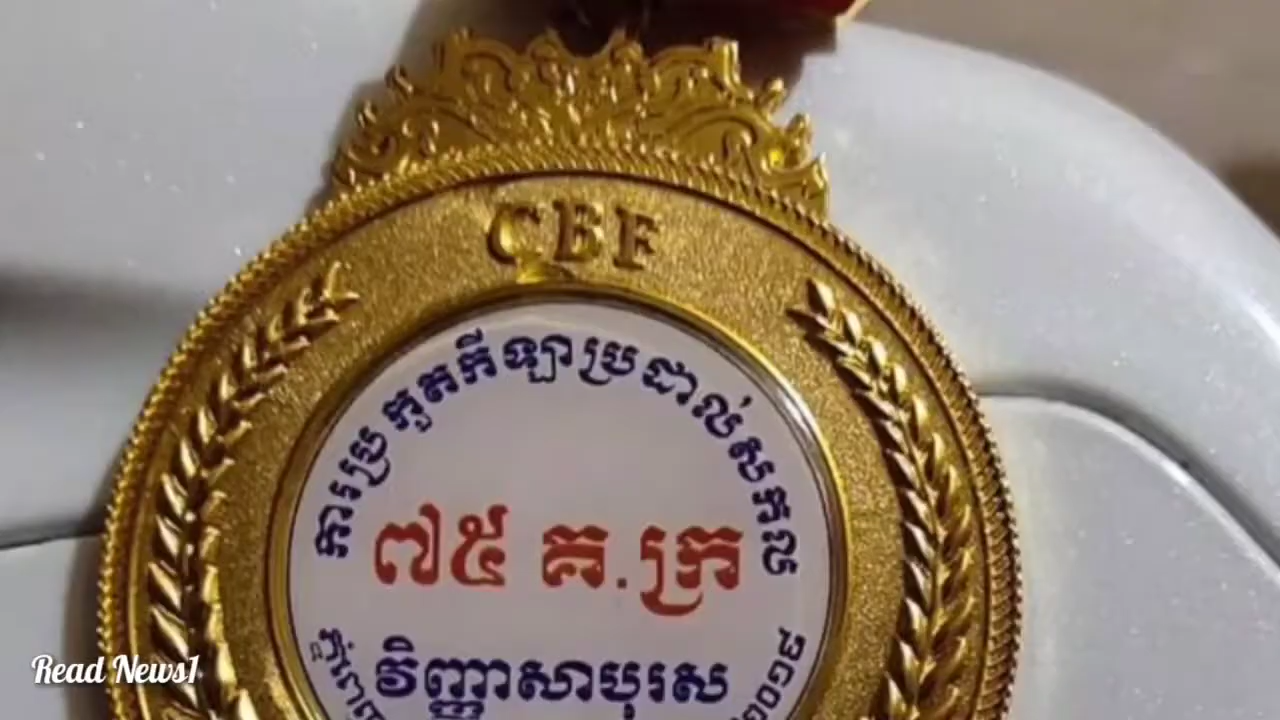 CBF
ការប្រកួតកីឡាប្រដាល់សកល
៧៥ គ.ក្រ
វិញ្ញាសាបុរស
Read News1